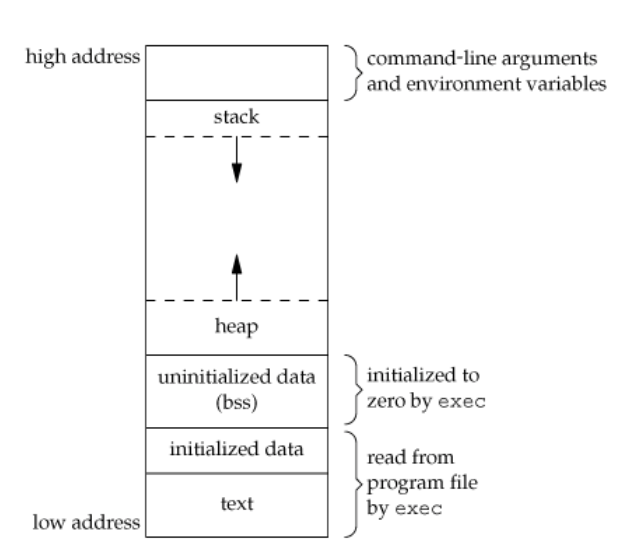 high address
command-line arguments
and environment variables
stack
heap
uninitialized data
(bss)
initialized to
zero by exec
initialized data
read from
program file
by exec
text
low address